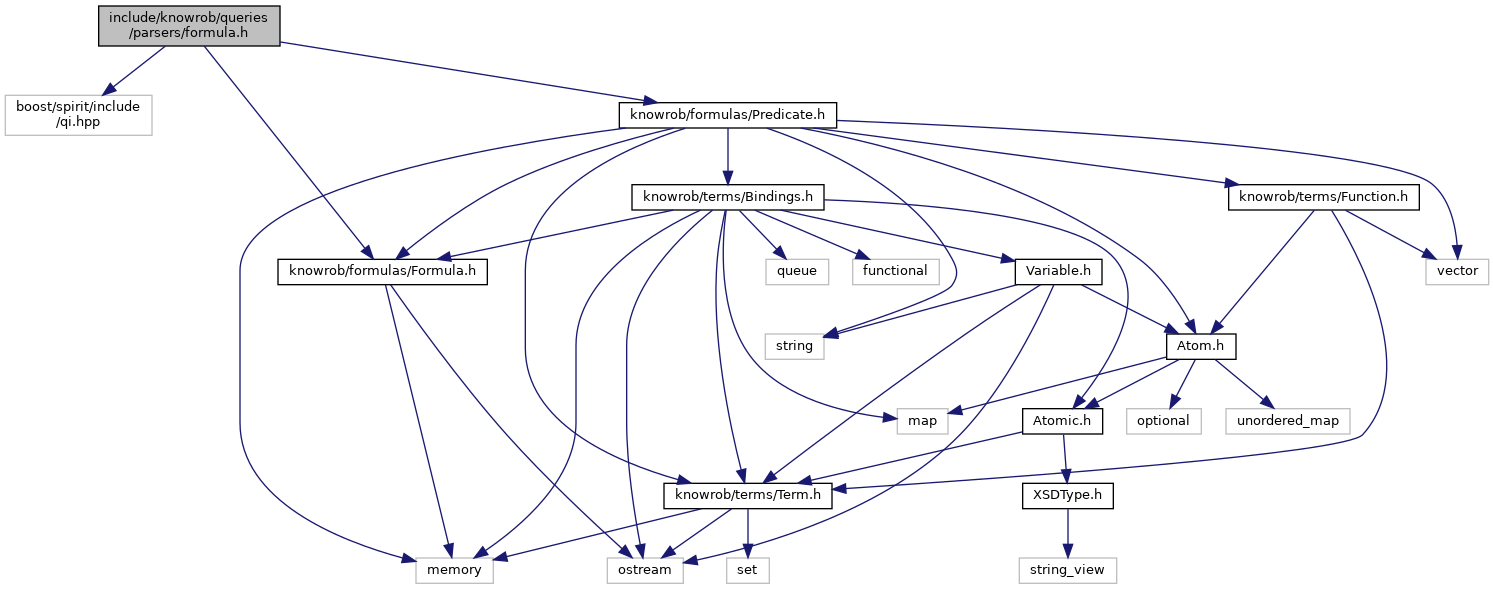 include/knowrob/queries
/parsers/formula.h
boost/spirit/include
/qi.hpp
knowrob/formulas/Predicate.h
knowrob/terms/Bindings.h
knowrob/terms/Function.h
knowrob/formulas/Formula.h
queue
functional
Variable.h
vector
string
Atom.h
map
Atomic.h
optional
unordered_map
knowrob/terms/Term.h
XSDType.h
memory
ostream
set
string_view